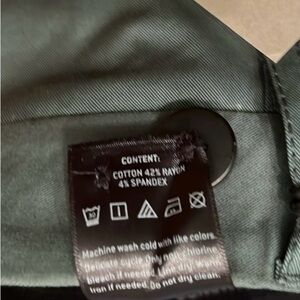 CONTENT:
COTTON 42% RAYON
4% SPANDEX
30
Machine wash cold with like colors.
Delicate cycle. Only non-chlorine
bleach if needed
iron if needed. Do not dry clean.